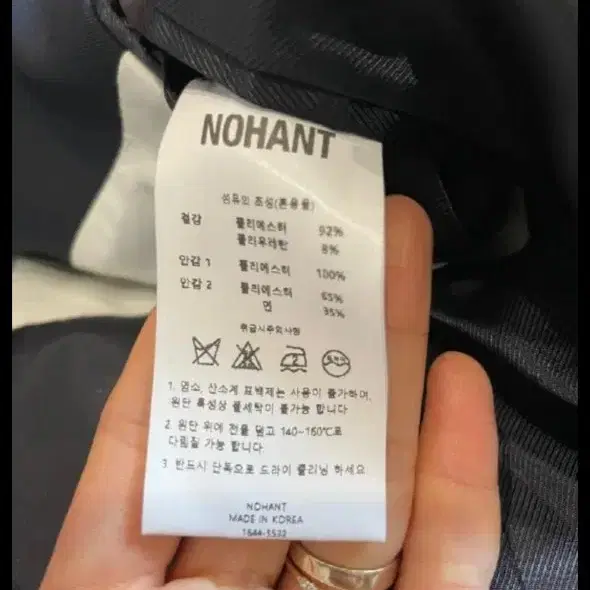 NOHANT
섬유의 조성(혼용율)
겉감 폴리에스터 92%
폴리우레탄 8%
안감 1 폴리에스터 100%
안감 2 폴리에스터 65%
면 35%
취급시주의사항
1. 염소, 산소계 표백제는 사용이 불가하며,
원단 특성상 물세탁이 불가능 합니다
2. 원단 위에 천을 덮고 140~160℃로
다림질 가능 합니다.
3. 반드시 단독으로 드라이 클리닝 하세요
NOHANT
MADE IN KOREA